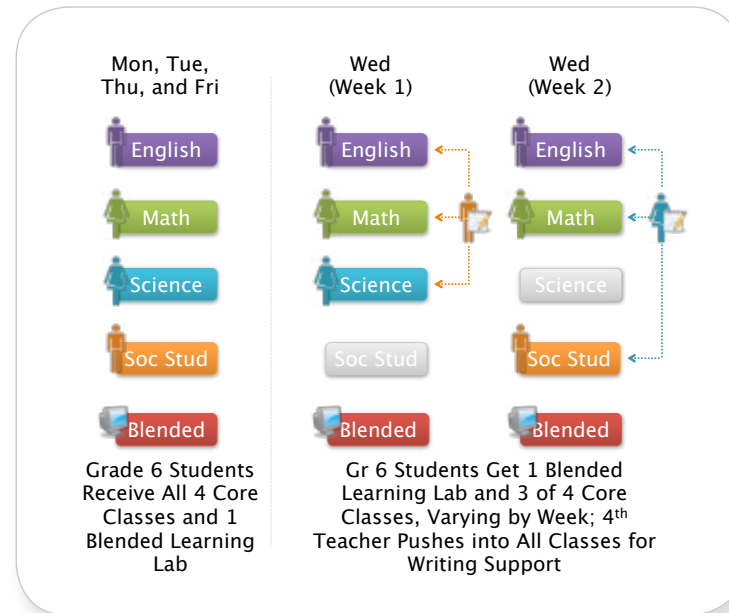 Mon, Tue,
Thu, and Fri
English
Math
Science
Soc Stud
Blended
Grade 6 Students
Receive All 4 Core
Classes and 1
Blended Learning
Lab
Wed
(Week 1)
English
Math
Science
Soc Stud
Blended
Wed
(Week 2)
English
Math
Science
Soc Stud
Blended
Gr 6 Students Get 1 Blended
Learning Lab and 3 of 4 Core
Classes, Varying by Week; 4th
Teacher Pushes into All Classes for
Writing Support